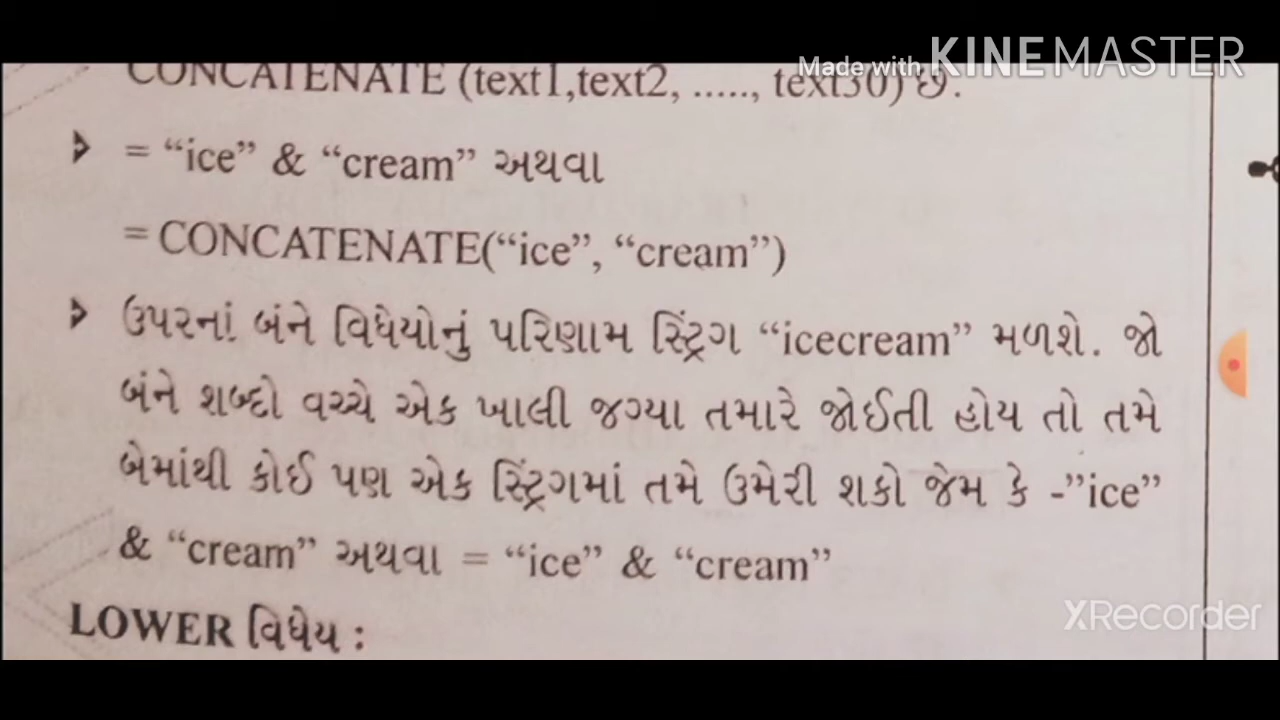 Made with KINEMASTER
CONCATENATE (text1,text2, ....., text30) છે.
= “ice” & “cream” અથવા
= CONCATENATE(“ice”, “cream”)
ઉપરનાં બંને વિધેયોનું પરિણામ સ્ટ્રિંગ “icecream” મળશે. જો
બંને શબ્દો વચ્ચે એક ખાલી જગ્યા તમારે જોઈતી હોય તો તમે
બેમાંથી કોઈ પણ એક સ્ટ્રિંગમાં તમે ઉમેરી શકો જેમ કે -”ice”
& “cream” અથવા = “ice” & “cream”
LOWER વિધેય :
XRecorder